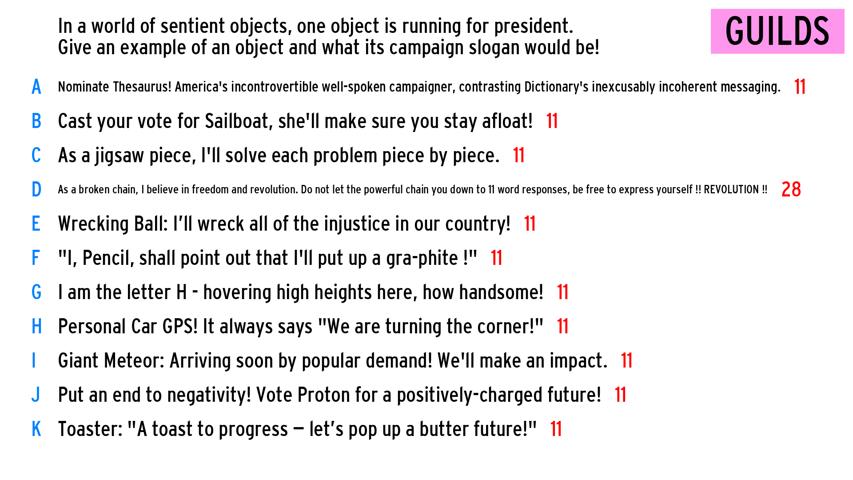 In a world of sentient objects, one object is running for president.
Give an example of an object and what its campaign slogan would be!
GUILDS
A Nominate Thesaurus! America's incontrovertible well-spoken campaigner, contrasting Dictionary's inexcusably incoherent messaging. 11
B Cast your vote for Sailboat, she'll make sure you stay afloat! 11
C As a jigsaw piece, I'll solve each problem piece by piece. 11
D As a broken chain, I believe in freedom and revolution. Do not let the powerful chain you down to 11 word responses, be free to express yourself !! REVOLUTION !! 28
E Wrecking Ball: I’ll wreck all of the injustice in our country! 11
F "I, Pencil, shall point out that I'll put up a gra-phite !" 11
G I am the letter H - hovering high heights here, how handsome! 11
H Personal Car GPS! It always says "We are turning the corner!" 11
I Giant Meteor: Arriving soon by popular demand! We'll make an impact. 11
J Put an end to negativity! Vote Proton for a positively-charged future! 11
K Toaster: "A toast to progress — let’s pop up a butter future!" 11